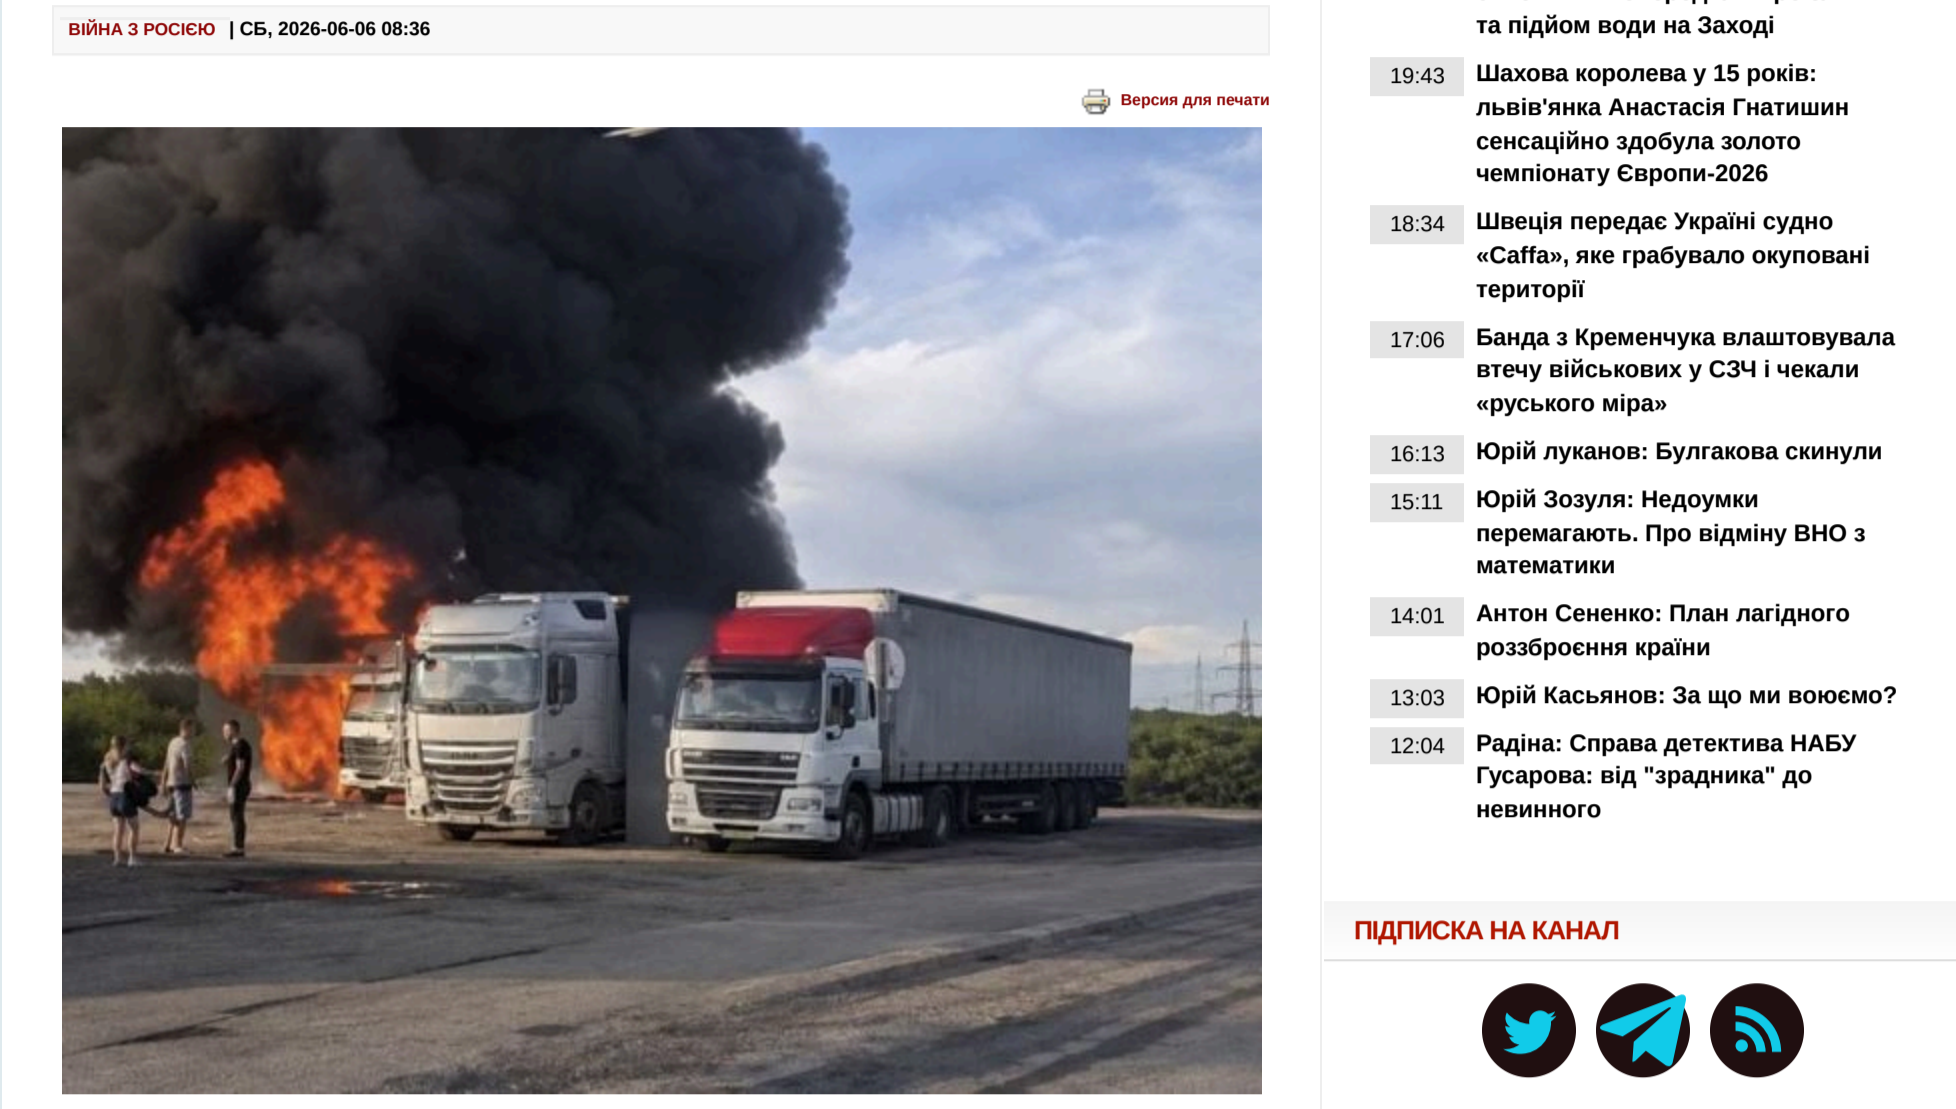 ВІЙНА З РОСІЄЮ | СБ, 2026-06-06 08:36
Версия для печати
та підйом води на Заході
19:43 Шахова королева у 15 років:
львів'янка Анастасія Гнатишин
сенсаційно здобула золото
чемпіонату Європи-2026
18:34 Швеція передає Україні судно
«Caffa», яке грабувало окуповані
території
17:06 Банда з Кременчука влаштовувала
втечу військових у СЗЧ і чекали
«руського міра»
16:13 Юрій луканов: Булгакова скинули
15:11 Юрій Зозуля: Недоумки
перемагають. Про відміну ВНО з
математики
14:01 Антон Сененко: План лагідного
роззброєння країни
13:03 Юрій Касьянов: За що ми воюємо?
12:04 Радіна: Справа детектива НАБУ
Гусарова: від "зрадника" до
невинного
ПІДПИСКА НА КАНАЛ